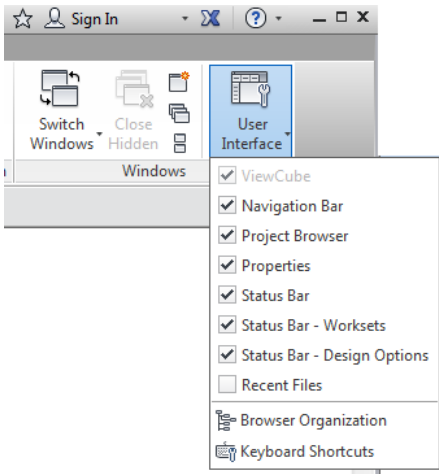 Sign In
?
Switch Windows
Close Hidden
User Interface
Windows
ViewCube
Navigation Bar
Project Browser
Properties
Status Bar
Status Bar - Worksets
Status Bar - Design Options
Recent Files
Browser Organization
Keyboard Shortcuts